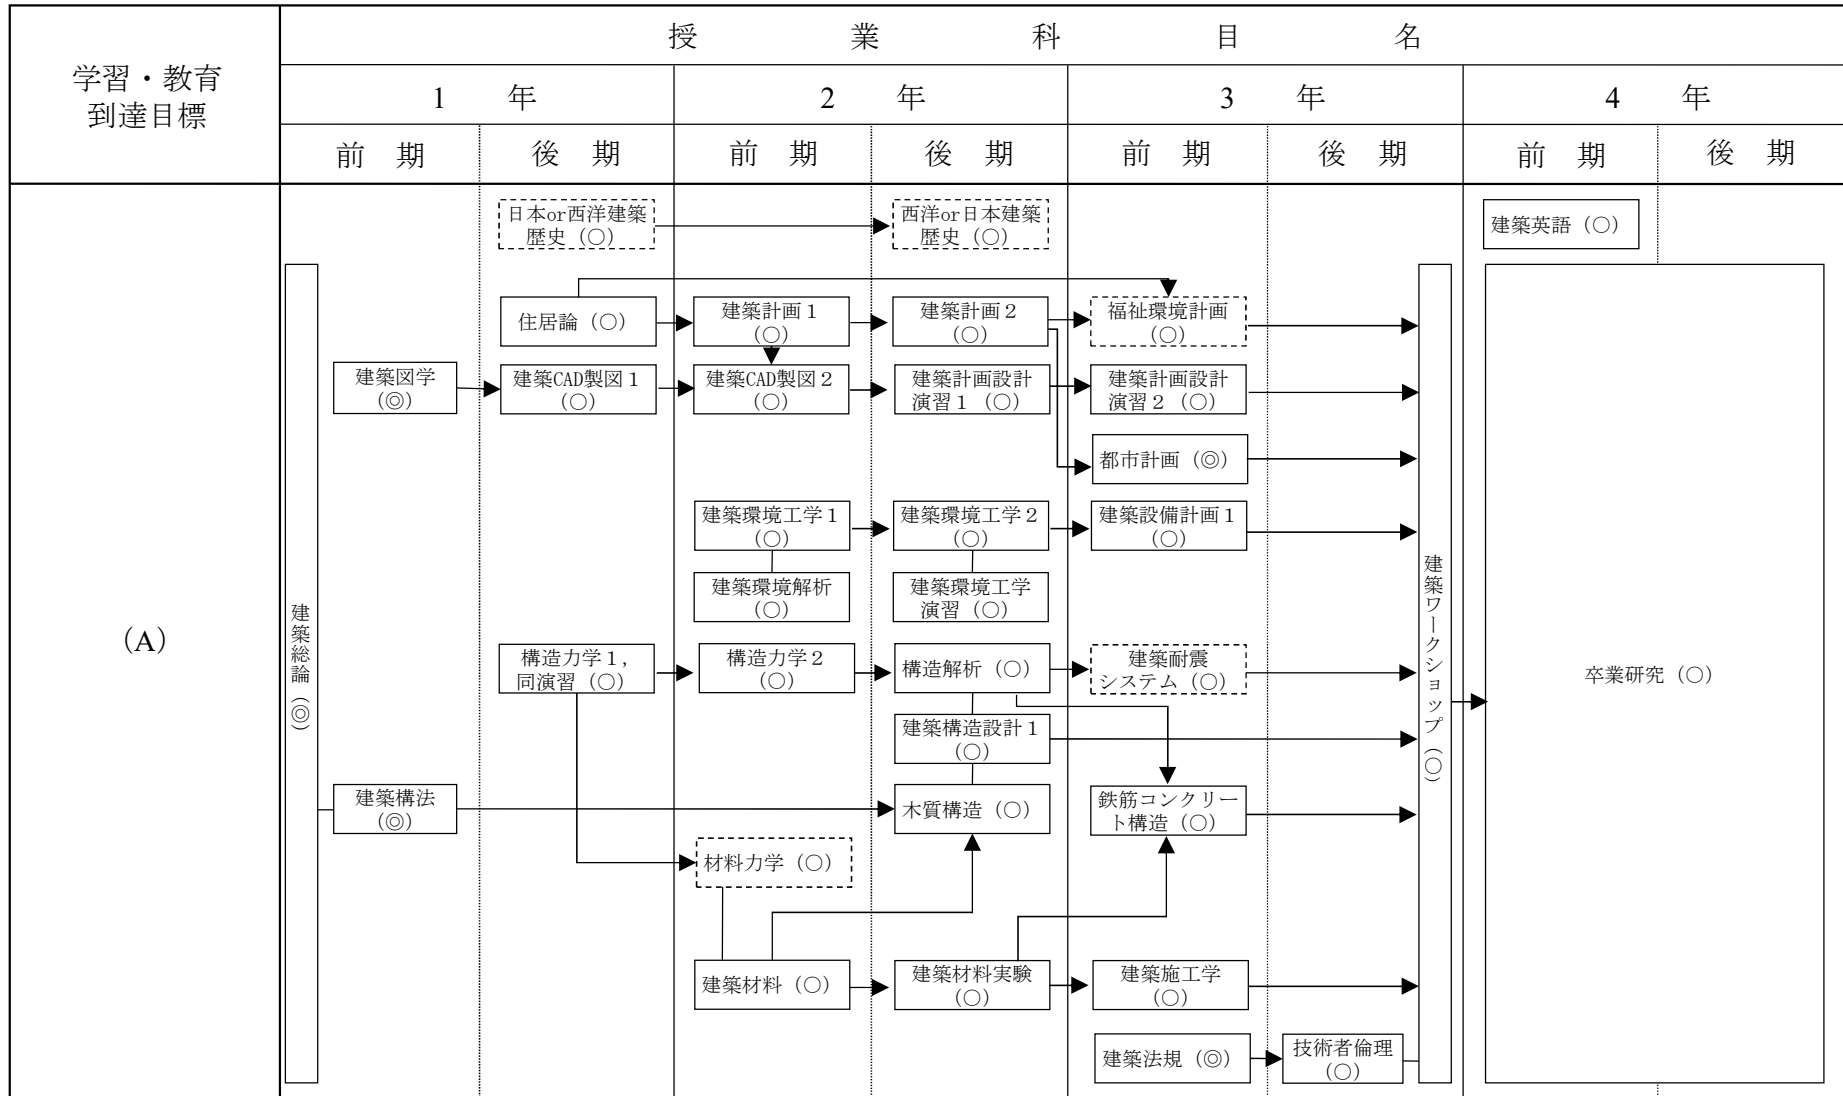 授業科目名
学習・教育
到達目標
1年
2年
3年
4年
前期
後期
前期
後期
前期
後期
前期
後期
(A)
日本or西洋建築
歴史(○)
西洋or日本建築
歴史(○)
建築英語(○)
住居論(○)
建築計画1
(○)
建築計画2
(○)
福祉環境計画
(○)
建築図学
(◎)
建築CAD製図1
(○)
建築CAD製図2
(○)
建築計画設計
演習1(○)
建築計画設計
演習2(○)
都市計画(◎)
建築環境工学1
(○)
建築環境工学2
(○)
建築設備計画1
(○)
建築環境解析
(○)
建築環境工学
演習(○)
建築総論(◎)
構造力学1,
同演習(○)
構造力学2
(○)
構造解析(○)
建築耐震
システム(○)
建築ワークショップ(○)
卒業研究(○)
建築構造設計1
(○)
建築構法
(◎)
木質構造(○)
鉄筋コンクリー
ト構造(○)
材料力学(○)
建築材料(○)
建築材料実験
(○)
建築施工学
(○)
建築法規(◎)
技術者倫理
(○)